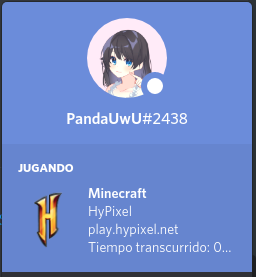 PandaUwU#2438
JUGANDO
Minecraft
HyPixel
play.hypixel.net
Tiempo transcurrido: 0...